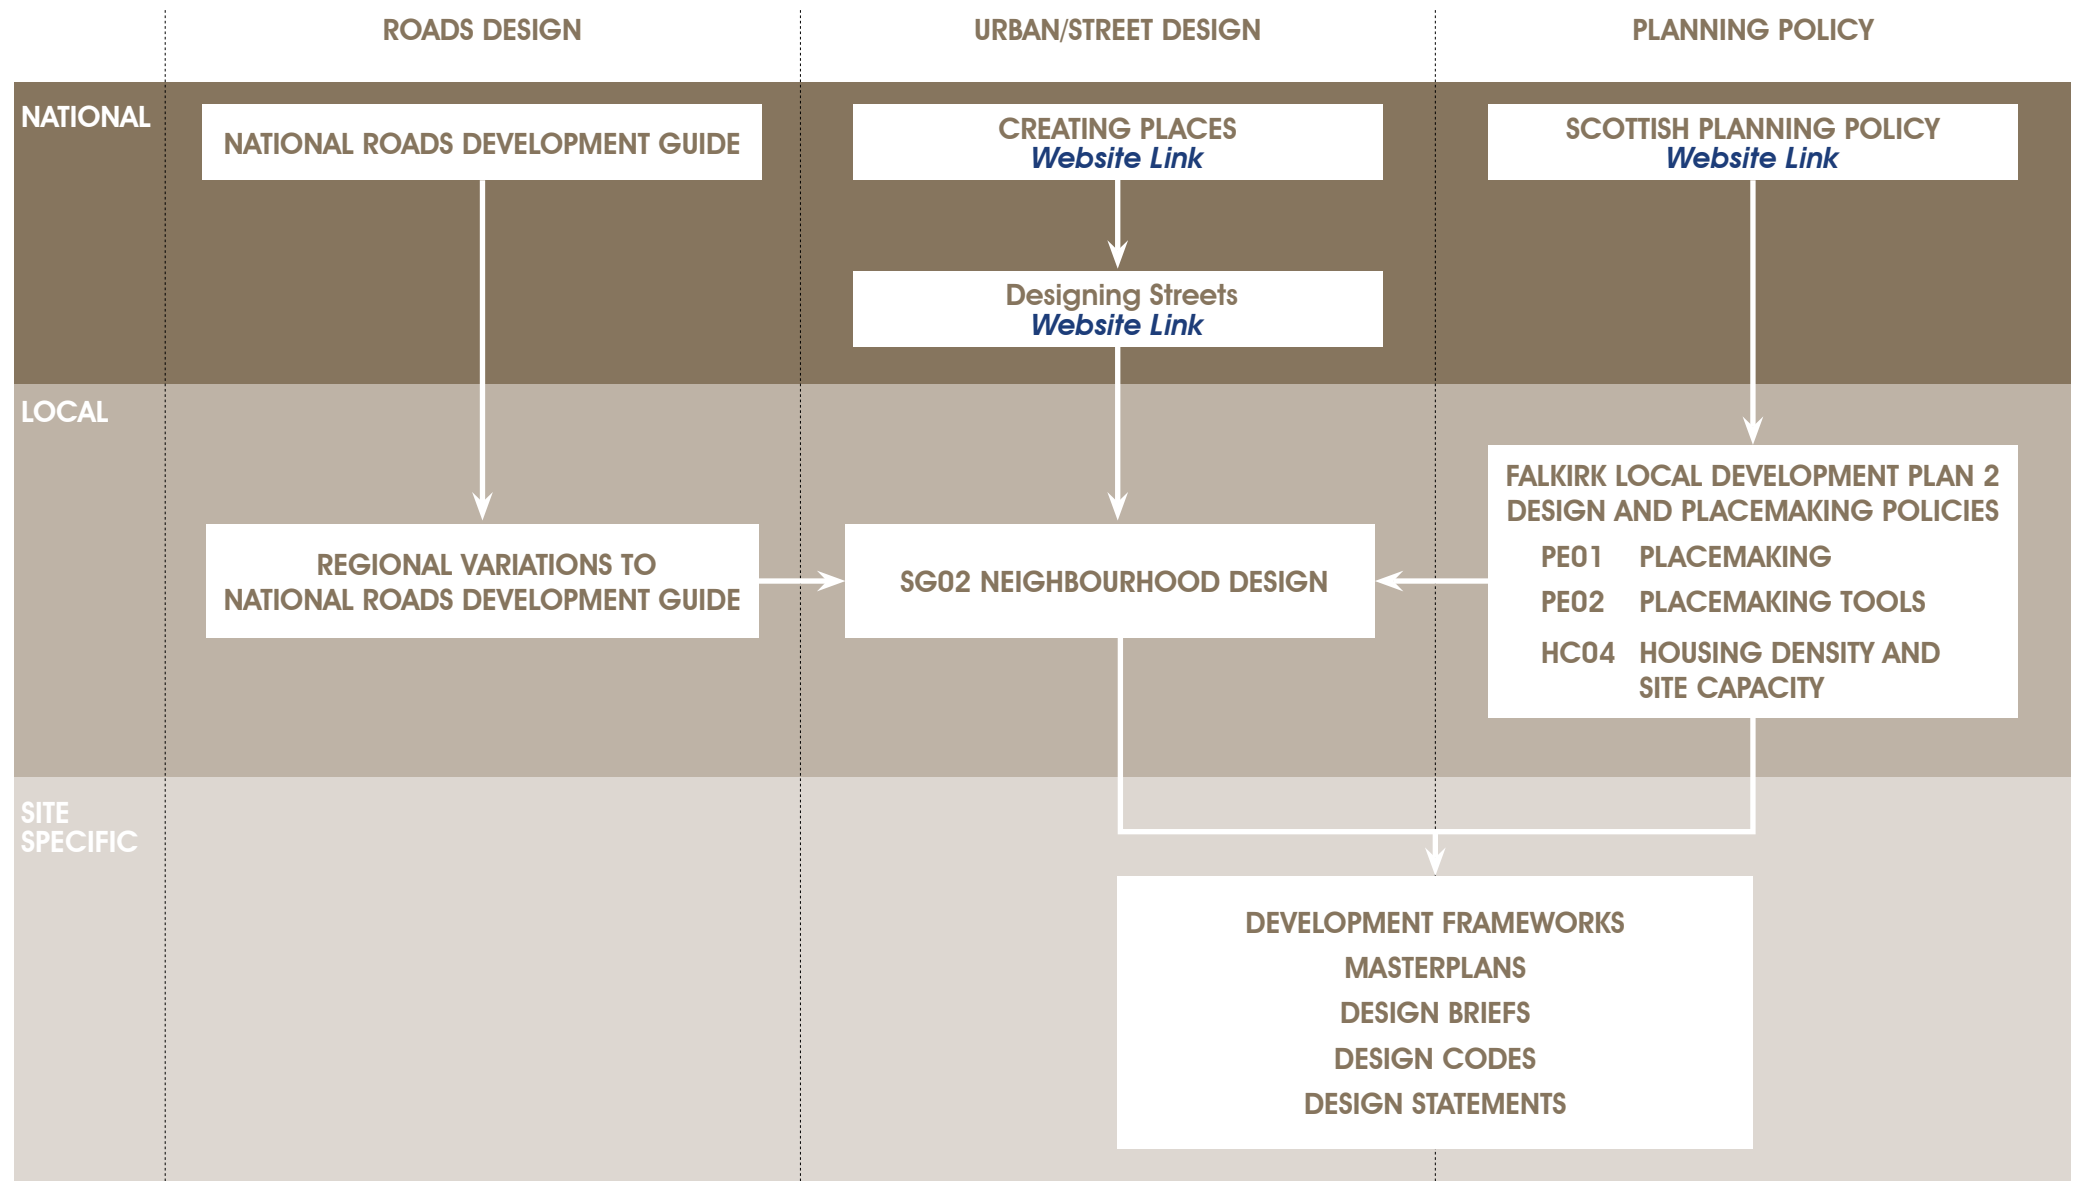 ROADS DESIGN
URBAN/STREET DESIGN
PLANNING POLICY
NATIONAL
NATIONAL ROADS DEVELOPMENT GUIDE
CREATING PLACES
Website Link
SCOTTISH PLANNING POLICY
Website Link
Designing Streets
Website Link
LOCAL
REGIONAL VARIATIONS TO
NATIONAL ROADS DEVELOPMENT GUIDE
SG02 NEIGHBOURHOOD DESIGN
FALKIRK LOCAL DEVELOPMENT PLAN 2
DESIGN AND PLACEMAKING POLICIES
PE01 PLACEMAKING
PE02 PLACEMAKING TOOLS
HC04 HOUSING DENSITY AND
SITE CAPACITY
SITE
SPECIFIC
DEVELOPMENT FRAMEWORKS
MASTERPLANS
DESIGN BRIEFS
DESIGN CODES
DESIGN STATEMENTS